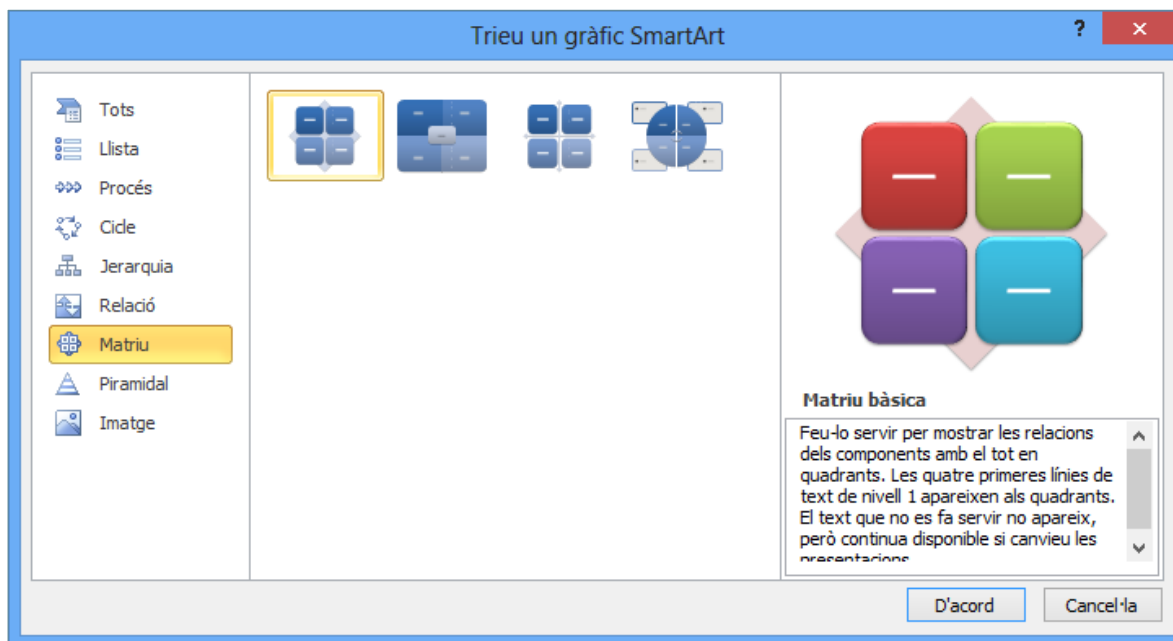 Trieu un gràfic SmartArt
?
Tots
Llista
Procés
Cicle
Jerarquia
Relació
Matriu
Piramidal
Imatge
Matriu bàsica
Feu-lo servir per mostrar les relacions
dels components amb el tot en
quadrants. Les quatre primeres línies de
text de nivell 1 apareixen als quadrants.
El text que no es fa servir no apareix,
però continua disponible si canvieu les
presentacions.
D'acord
Cancel·la